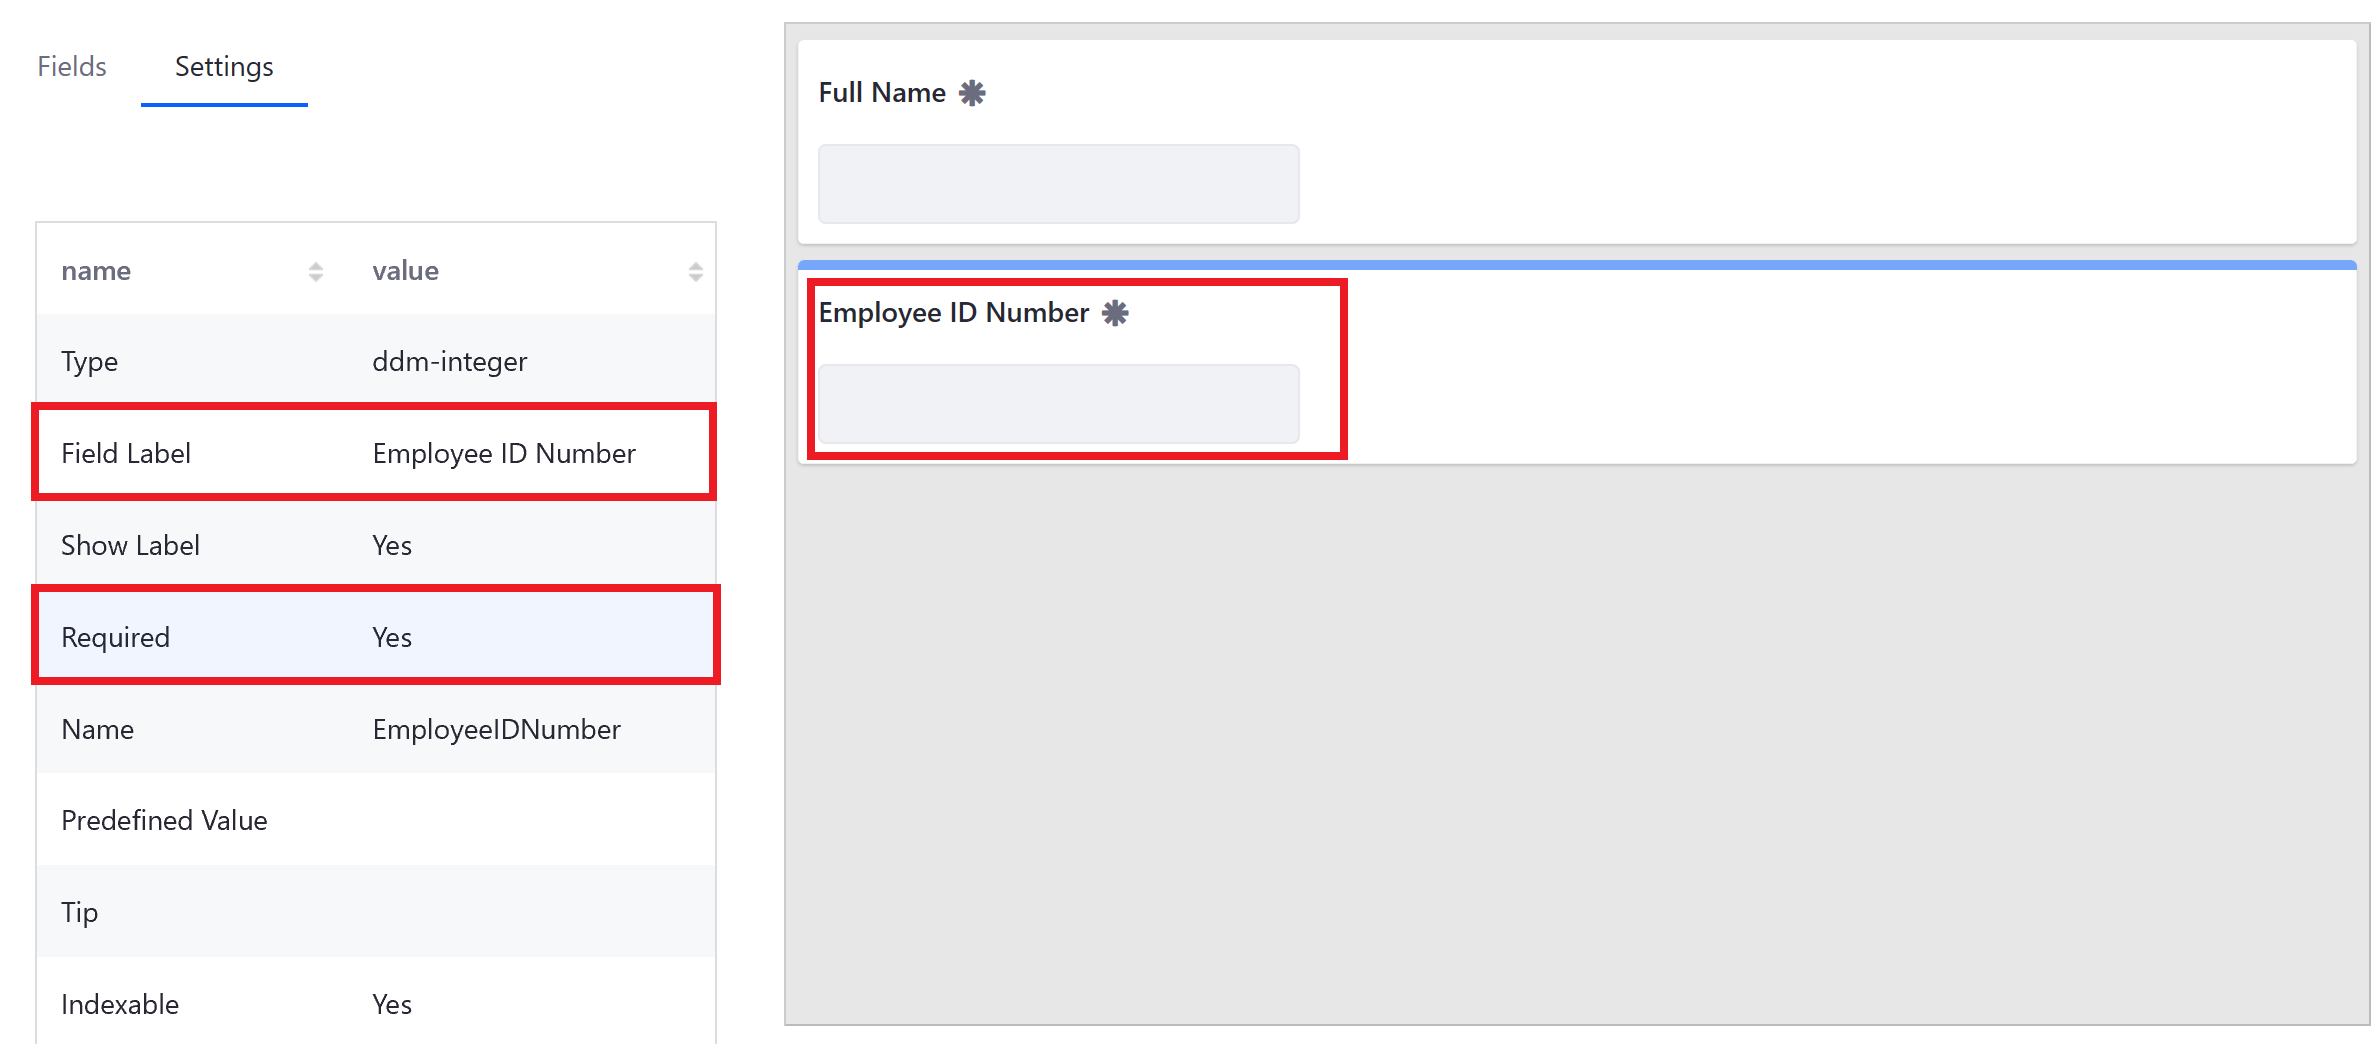 Fields Settings
name value
Type ddm-integer
Field Label Employee ID Number
Show Label Yes
Required Yes
Name EmployeeIDNumber
Predefined Value
Tip
Indexable Yes
Full Name ✱
Employee ID Number ✱